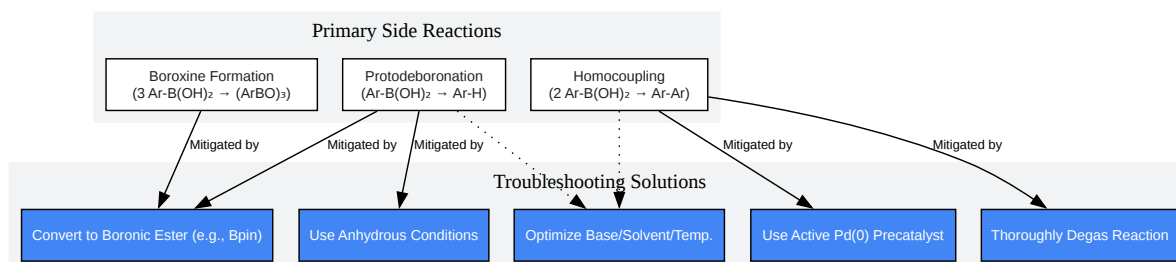 Primary Side Reactions
Boroxine Formation
(3 Ar-B(OH)₂ → (ArBO)₃)
Protodeboronation
(Ar-B(OH)₂ → Ar-H)
Homocoupling
(2 Ar-B(OH)₂ → Ar-Ar)
Mitigated by
Mitigated by
Mitigated by
Mitigated by
Mitigated by
Troubleshooting Solutions
Convert to Boronic Ester (e.g., Bpin)
Use Anhydrous Conditions
Optimize Base/Solvent/Temp.
Use Active Pd(0) Precatalyst
Thoroughly Degas Reaction